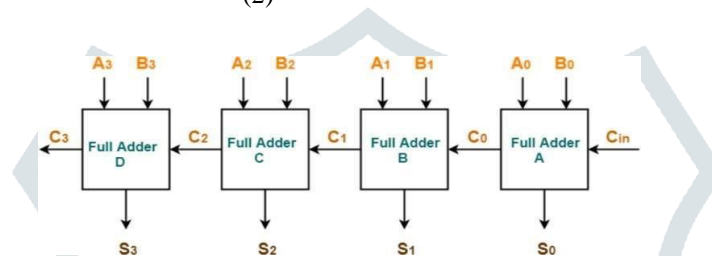 (2)
A3 B3 A2 B2 A1 B1 A0 B0
C3 Full Adder D C2 Full Adder C C1 Full Adder B C0 Full Adder A Cin
S3 S2 S1 S0